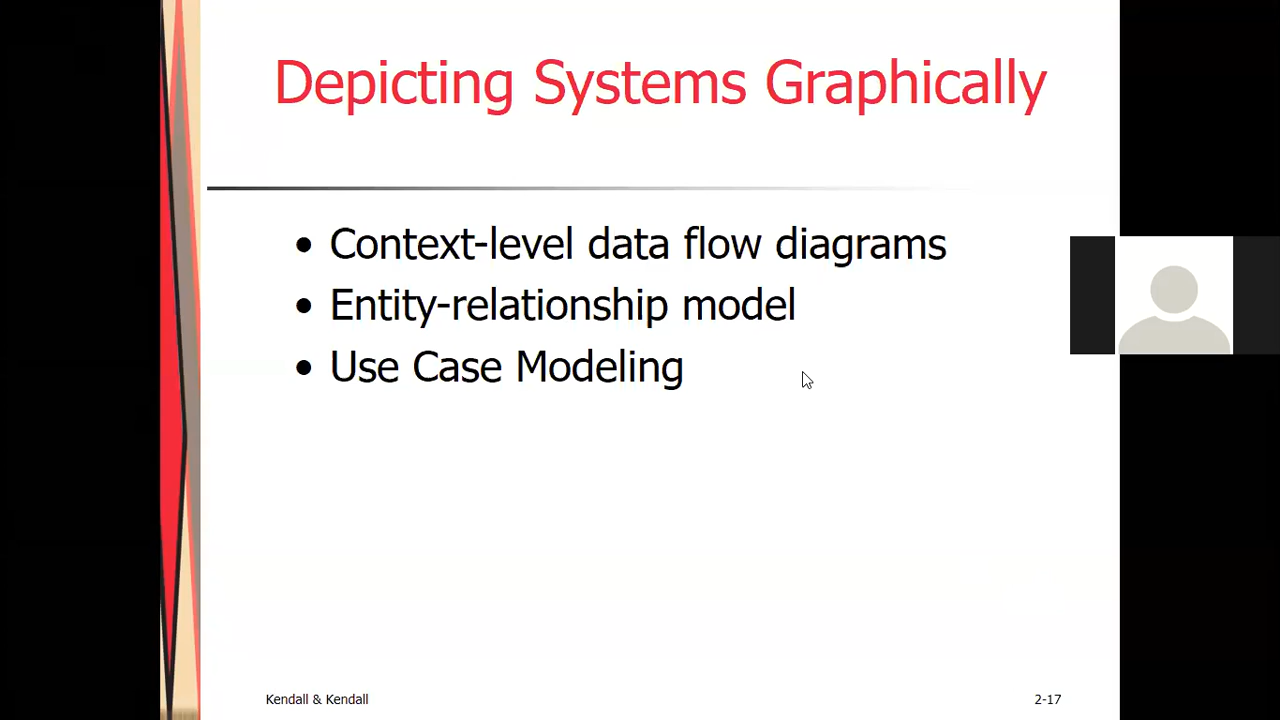 Depicting Systems Graphically
• Context-level data flow diagrams
• Entity-relationship model
• Use Case Modeling
Kendall & Kendall
2-17